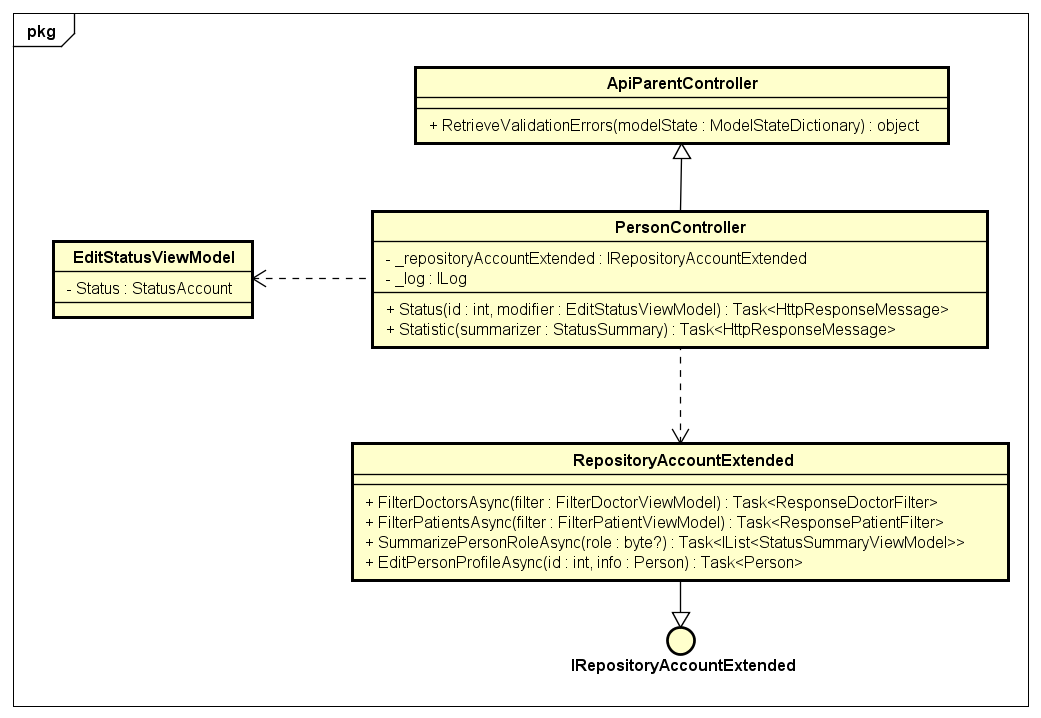 pkg
ApiParentController
+ RetrieveValidationErrors(modelState : ModelStateDictionary) : object
PersonController
- _repositoryAccountExtended : IRepositoryAccountExtended
- _log : ILog
+ Status(id : int, modifier : EditStatusViewModel) : Task<HttpResponseMessage>
+ Statistic(summarizer : StatusSummary) : Task<HttpResponseMessage>
EditStatusViewModel
- Status : StatusAccount
RepositoryAccountExtended
+ FilterDoctorsAsync(filter : FilterDoctorViewModel) : Task<ResponseDoctorFilter>
+ FilterPatientsAsync(filter : FilterPatientViewModel) : Task<ResponsePatientFilter>
+ SummarizePersonRoleAsync(role : byte?) : Task<IList<StatusSummaryViewModel>>
+ EditPersonProfileAsync(id : int, info : Person) : Task<Person>
IRepositoryAccountExtended